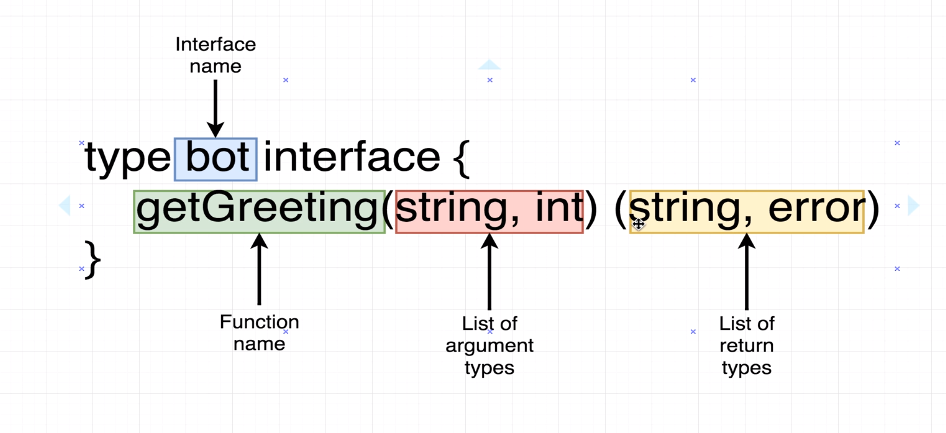 Interface
name
type bot interface {
getGreeting(string, int) (string, error)
}
Function
name
List of
argument
types
List of
return
types